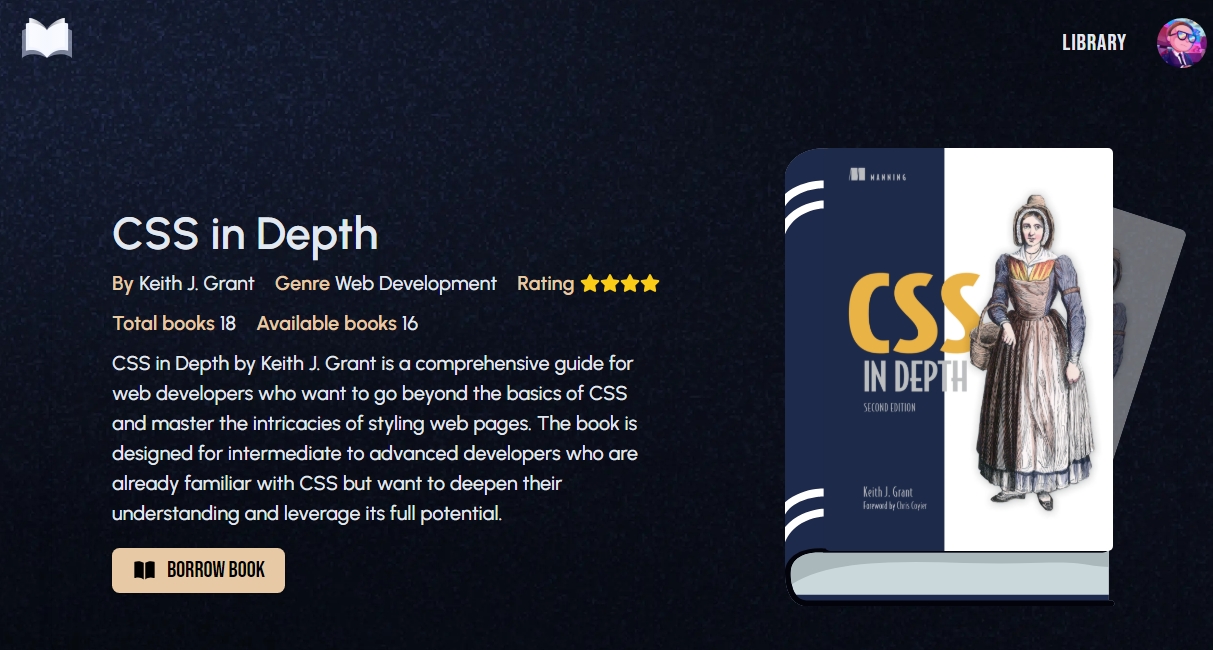 LIBRARY
CSS in Depth
By Keith J. Grant Genre Web Development Rating
Total books 18 Available books 16
CSS in Depth by Keith J. Grant is a comprehensive guide for
web developers who want to go beyond the basics of CSS
and master the intricacies of styling web pages. The book is
designed for intermediate to advanced developers who are
already familiar with CSS but want to deepen their
understanding and leverage its full potential.
BORROW BOOK
MANNING
CSS
IN DEPTH
SECOND EDITION
Keith J. Grant
Foreword by Chris Coyier